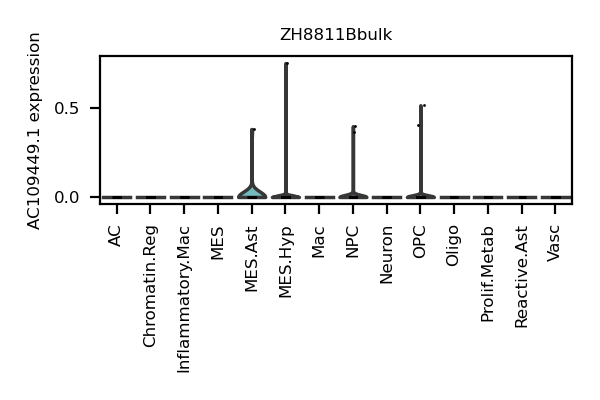 ZH8811Bbulk
AC109449.1 expression
0.5
0.0
AC
Chromatin.Reg
Inflammatory.Mac
MES
MES.Ast
MES.Hyp
Mac
NPC
Neuron
OPC
Oligo
Prolif.Metab
Reactive.Ast
Vasc